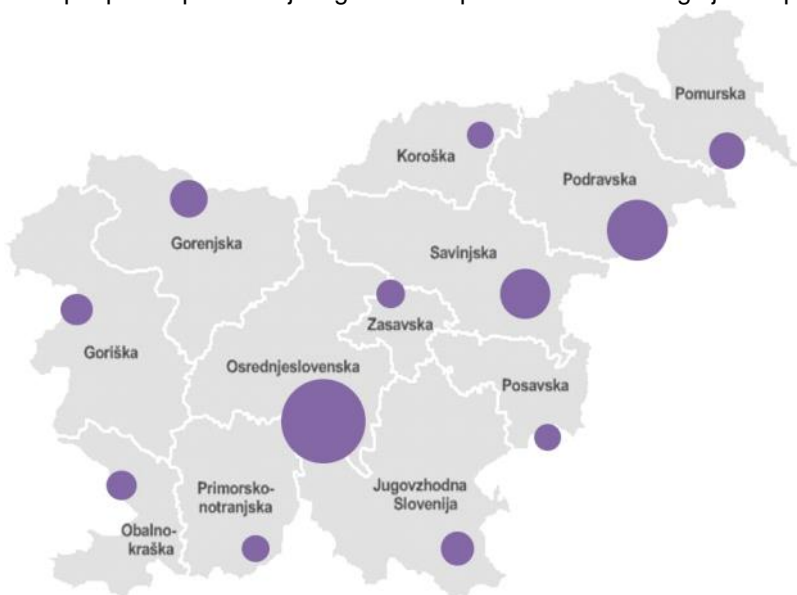 Pomurska
Koroška
Podravska
Gorenjska
Savinjska
Zasavska
Goriška
Osrednjeslovenska
Posavska
Primorsko-
notranjska
Jugovzhodna
Slovenija
Obalno-
kraška